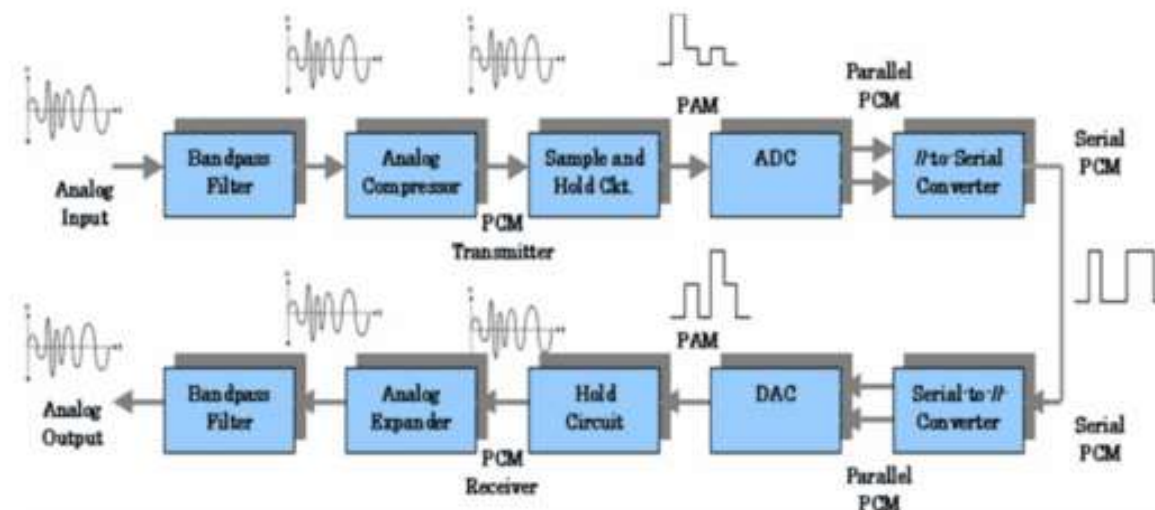 PAM
Parallel
PCM
Analog
Input
Bandpass
Filter
Analog
Compressor
Sample and
Hold Ckt.
ADC
//-to-Serial
Converter
Serial
PCM
PCM
Transmitter
PAM
Analog
Output
Bandpass
Filter
Analog
Expander
Hold
Circuit
DAC
Serial-to-//-
Converter
Serial
PCM
PCM
Receiver
Parallel
PCM